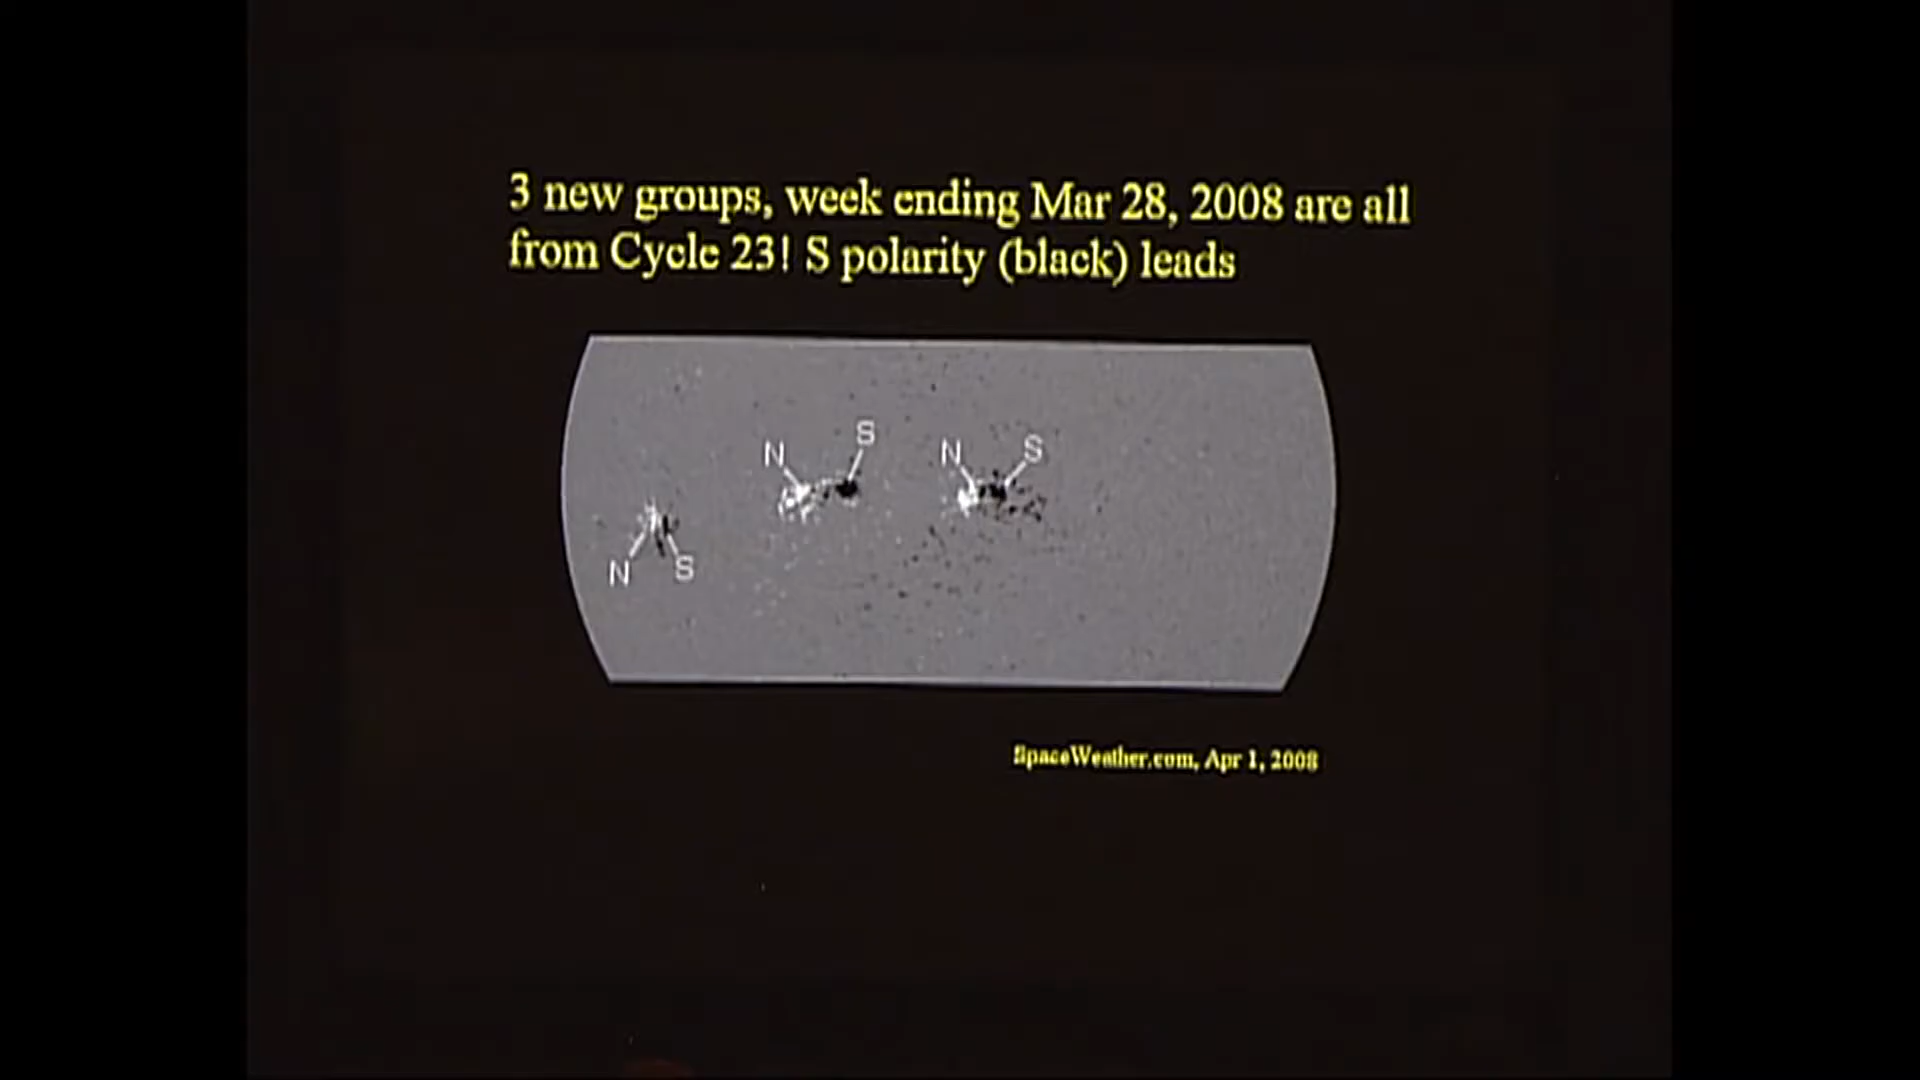 3 new groups, week ending Mar 28, 2008 are all
from Cycle 23! S polarity (black) leads
N S N S
N S
SpaceWeather.com, Apr 1, 2008